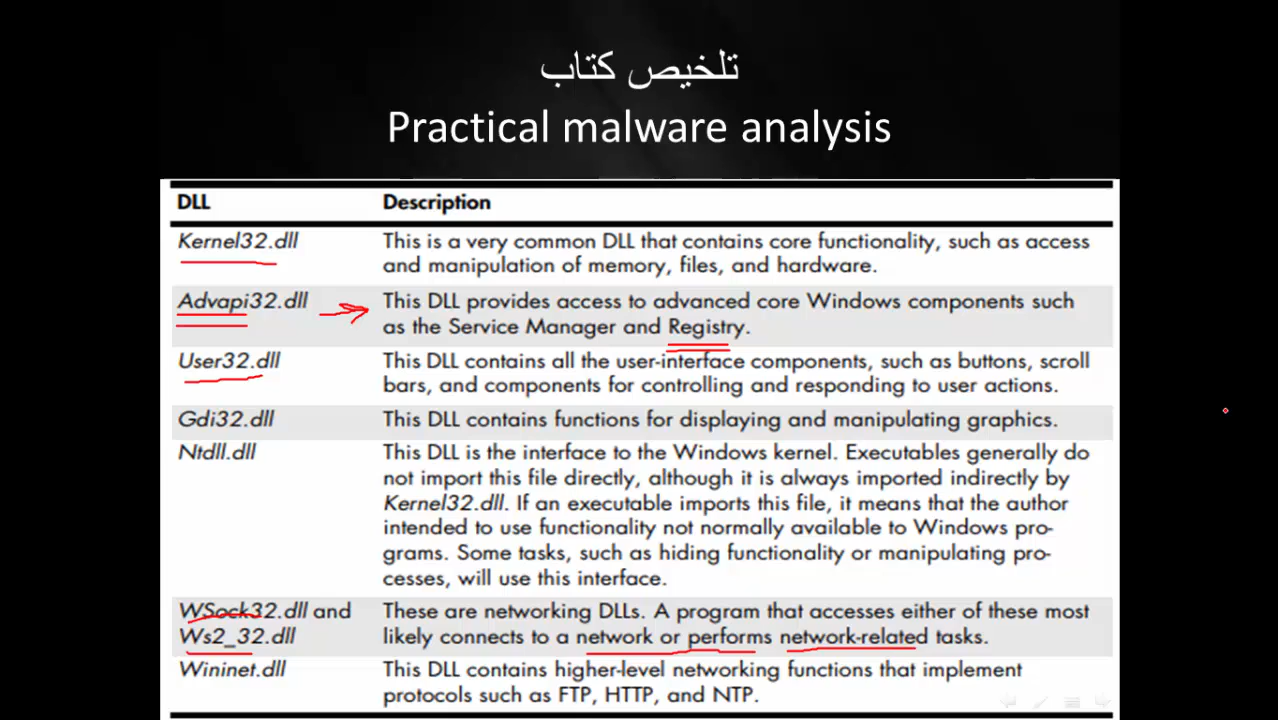 تلخيص كتاب
Practical malware analysis
DLL Description
Kernel32.dll This is a very common DLL that contains core functionality, such as access
and manipulation of memory, files, and hardware.
Advapi32.dll This DLL provides access to advanced core Windows components such
as the Service Manager and Registry.
User32.dll This DLL contains all the user-interface components, such as buttons, scroll
bars, and components for controlling and responding to user actions.
Gdi32.dll This DLL contains functions for displaying and manipulating graphics.
Ntdll.dll This DLL is the interface to the Windows kernel. Executables generally do
not import this file directly, although it is always imported indirectly by
Kernel32.dll. If an executable imports this file, it means that the author
intended to use functionality not normally available to Windows pro-
grams. Some tasks, such as hiding functionality or manipulating pro-
cesses, will use this interface.
WSock32.dll and These are networking DLLs. A program that accesses either of these most
Ws2_32.dll likely connects to a network or performs network-related tasks.
Wininet.dll This DLL contains higher-level networking functions that implement
protocols such as FTP, HTTP, and NTP.